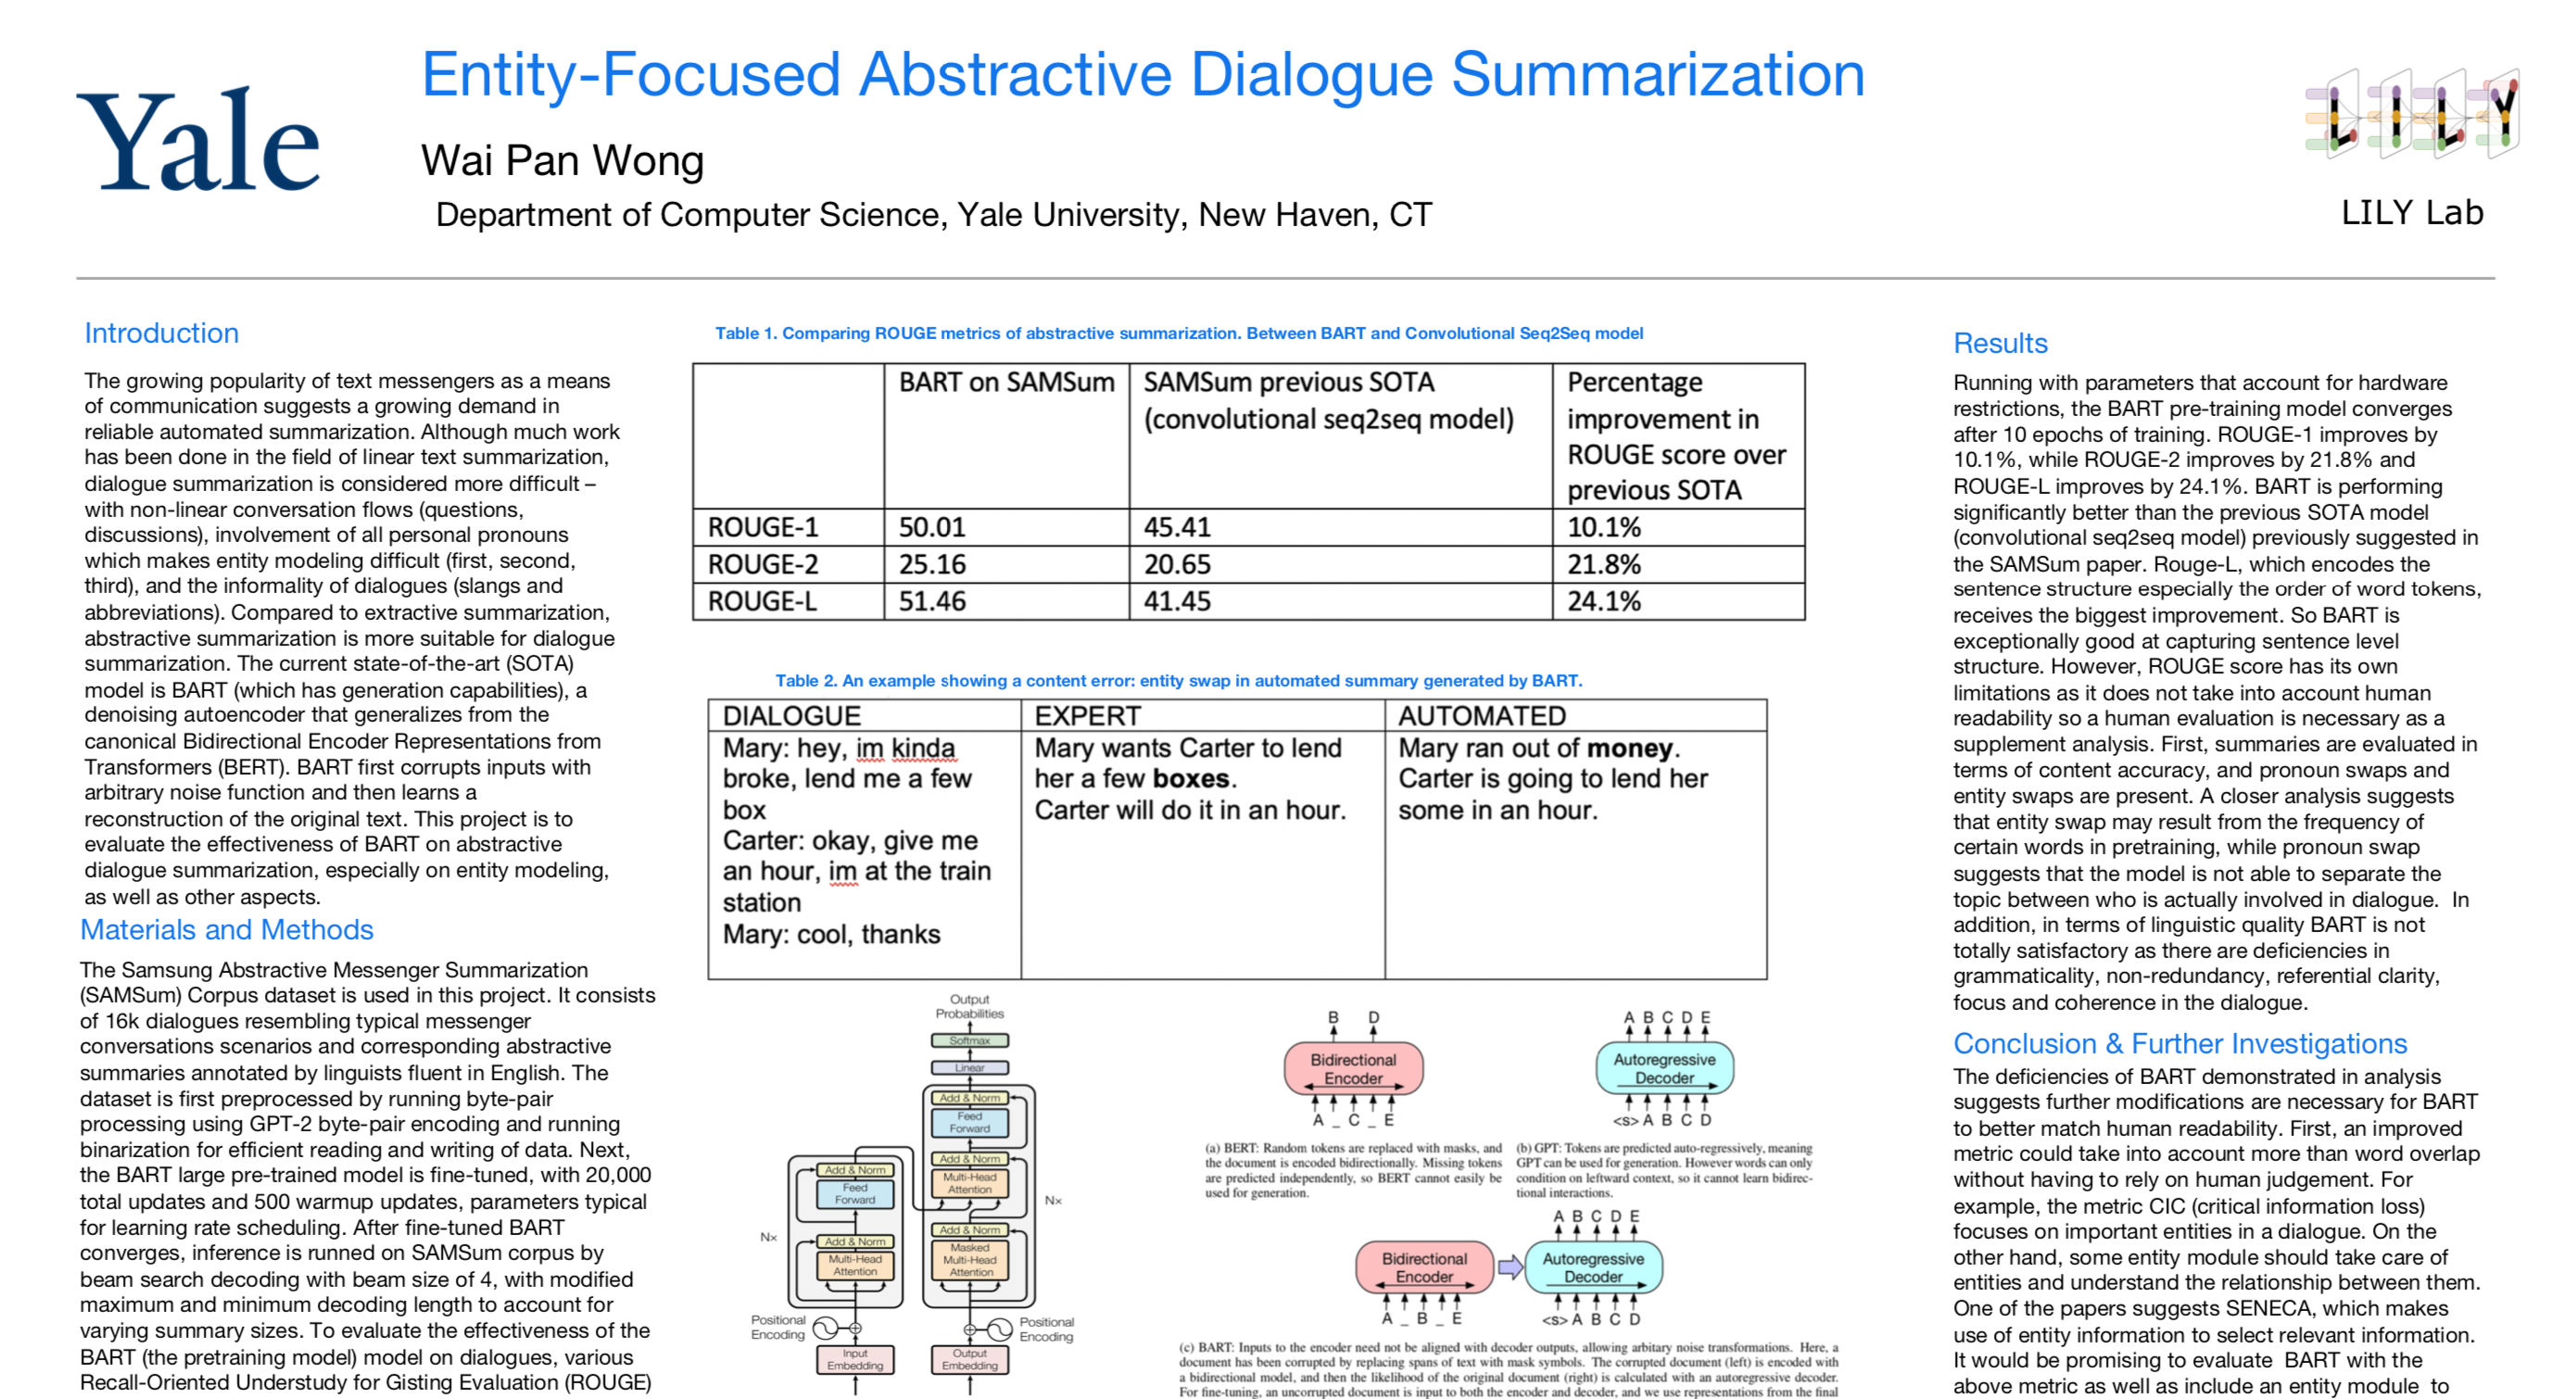 Yale
Entity-Focused Abstractive Dialogue Summarization
Wai Pan Wong
Department of Computer Science, Yale University, New Haven, CT
LILY
LILY Lab
Introduction
The growing popularity of text messengers as a means
of communication suggests a growing demand in
reliable automated summarization. Although much work
has been done in the field of linear text summarization,
dialogue summarization is considered more difficult –
with non-linear conversation flows (questions,
discussions), involvement of all personal pronouns
which makes entity modeling difficult (first, second,
third), and the informality of dialogues (slangs and
abbreviations). Compared to extractive summarization,
abstractive summarization is more suitable for dialogue
summarization. The current state-of-the-art (SOTA)
model is BART (which has generation capabilities), a
denoising autoencoder that generalizes from the
canonical Bidirectional Encoder Representations from
Transformers (BERT). BART first corrupts inputs with
arbitrary noise function and then learns a
reconstruction of the original text. This project is to
evaluate the effectiveness of BART on abstractive
dialogue summarization, especially on entity modeling,
as well as other aspects.
Materials and Methods
The Samsung Abstractive Messenger Summarization
(SAMSum) Corpus dataset is used in this project. It consists
of 16k dialogues resembling typical messenger
conversations scenarios and corresponding abstractive
summaries annotated by linguists fluent in English. The
dataset is first preprocessed by running byte-pair
processing using GPT-2 byte-pair encoding and running
binarization for efficient reading and writing of data. Next,
the BART large pre-trained model is fine-tuned, with 20,000
total updates and 500 warmup updates, parameters typical
for learning rate scheduling. After fine-tuned BART
converges, inference is runned on SAMSum corpus by
beam search decoding with beam size of 4, with modified
maximum and minimum decoding length to account for
varying summary sizes. To evaluate the effectiveness of the
BART (the pretraining model) model on dialogues, various
Recall-Oriented Understudy for Gisting Evaluation (ROUGE)
Table 1. Comparing ROUGE metrics of abstractive summarization. Between BART and Convolutional Seq2Seq model
BART on SAMSum
SAMSum previous SOTA
(convolutional seq2seq model)
Percentage
improvement in
ROUGE score over
previous SOTA
ROUGE-1 50.01 45.41 10.1%
ROUGE-2 25.16 20.65 21.8%
ROUGE-L 51.46 41.45 24.1%
Table 2. An example showing a content error: entity swap in automated summary generated by BART.
DIALOGUE
Mary: hey, im kinda
broke, lend me a few
box
Carter: okay, give me
an hour, im at the train
station
Mary: cool, thanks
EXPERT
Mary wants Carter to lend
her a few boxes.
Carter will do it in an hour.
AUTOMATED
Mary ran out of money.
Carter is going to lend her
some in an hour.
Output
Probabilities
Softmax
Linear
Add & Norm
Feed
Forward
Add & Norm
Multi-Head
Attention
Add & Norm
Masked
Multi-Head
Attention
Nx
Add & Norm
Feed
Forward
Add & Norm
Multi-Head
Attention
Nx
Positional
Encoding
Positional
Encoding
Input
Embedding
Output
Embedding
B D
Bidirectional
Encoder
A _ C _ E
(a) BERT: Random tokens are replaced with masks, and
the document is encoded bidirectionally. Missing tokens
are predicted independently, so BERT cannot easily be
used for generation.
A B C D E
Autoregressive
Decoder
<s> A B C D
(b) GPT: Tokens are predicted auto-regressively, meaning
GPT can be used for generation. However words can only
condition on leftward context, so it cannot learn bidirec-
tional interactions.
A B C D E
Bidirectional
Encoder
Autoregressive
Decoder
A _ B _ E
<s> A B C D
(c) BART: Inputs to the encoder need not be aligned with decoder outputs, allowing arbitary noise transformations. Here, a
document has been corrupted by replacing spans of text with mask symbols. The corrupted document (left) is encoded with
a bidirectional model, and then the likelihood of the original document (right) is calculated with an autoregressive decoder.
For fine-tuning, an uncorrupted document is input to both the encoder and decoder, and we use representations from the final
Results
Running with parameters that account for hardware
restrictions, the BART pre-training model converges
after 10 epochs of training. ROUGE-1 improves by
10.1%, while ROUGE-2 improves by 21.8% and
ROUGE-L improves by 24.1%. BART is performing
significantly better than the previous SOTA model
(convolutional seq2seq model) previously suggested in
the SAMSum paper. Rouge-L, which encodes the
sentence structure especially the order of word tokens,
receives the biggest improvement. So BART is
exceptionally good at capturing sentence level
structure. However, ROUGE score has its own
limitations as it does not take into account human
readability so a human evaluation is necessary as a
supplement analysis. First, summaries are evaluated in
terms of content accuracy, and pronoun swaps and
entity swaps are present. A closer analysis suggests
that entity swap may result from the frequency of
certain words in pretraining, while pronoun swap
suggests that the model is not able to separate the
topic between who is actually involved in dialogue. In
addition, in terms of linguistic quality BART is not
totally satisfactory as there are deficiencies in
grammaticality, non-redundancy, referential clarity,
focus and coherence in the dialogue.
Conclusion & Further Investigations
The deficiencies of BART demonstrated in analysis
suggests further modifications are necessary for BART
to better match human readability. First, an improved
metric could take into account more than word overlap
without having to rely on human judgement. For
example, the metric CIC (critical information loss)
focuses on important entities in a dialogue. On the
other hand, some entity module should take care of
entities and understand the relationship between them.
One of the papers suggests SENECA, which makes
use of entity information to select relevant information.
It would be promising to evaluate BART with the
above metric as well as include an entity module to